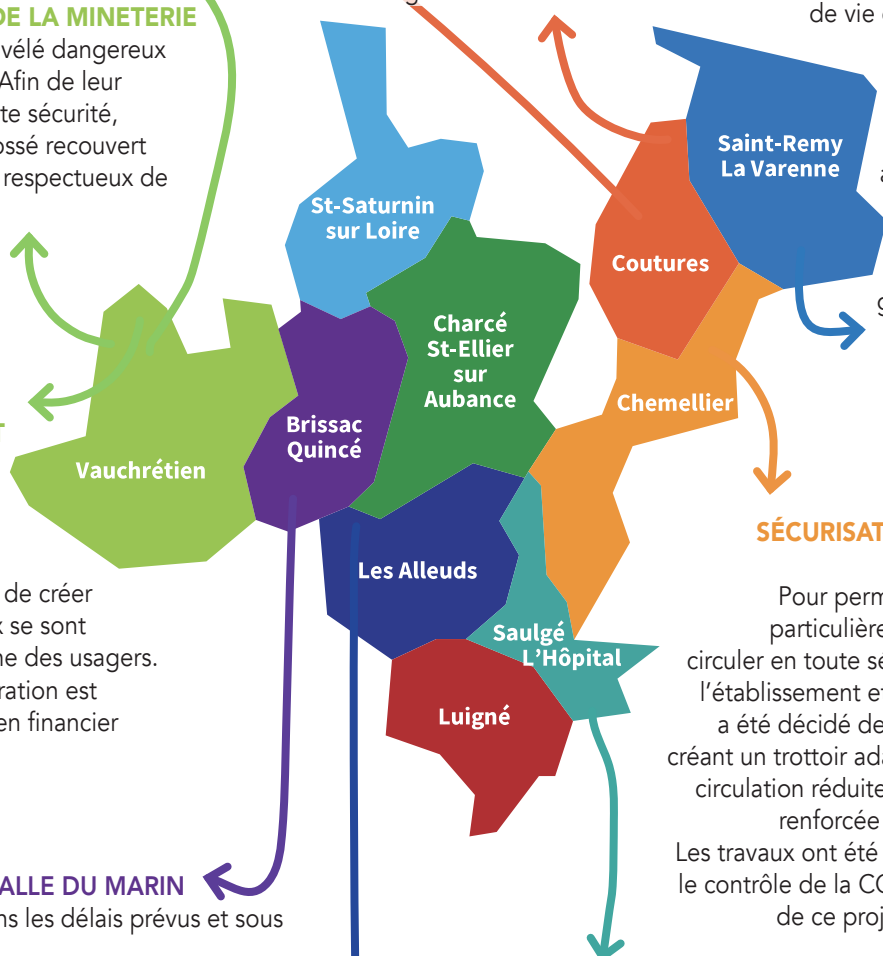 DE LA MINETERIE
vélé dangereux
Afin de leur
te sécurité,
ossé recouvert
respectueux de
de vie
Saint-Remy
La Varenne
St-Saturnin
sur Loire
Coutures
Charcé
St-Ellier
sur
Aubance
Chemellier
Brissac
Quincé
Vauchrétien
Les Alleuds
Saulgé
L'Hôpital
Luigné
de créer
x se sont
ne des usagers.
ration est
en financier
ALLE DU MARIN
ns les délais prévus et sous
SÉCURISAT
Pour perm
particulière
circuler en toute sé
l'établissement et
a été décidé de
créant un trottoir ada
circulation réduite
renforcée
Les travaux ont été
le contrôle de la CC
de ce proj